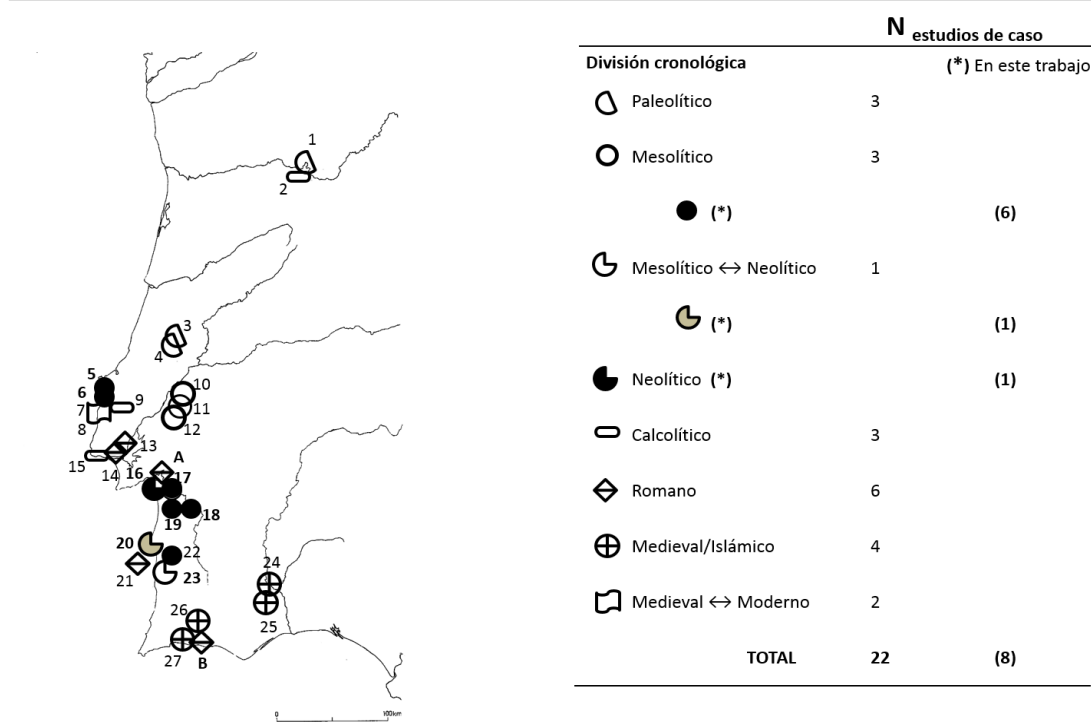 1
2
3
4
5
6
7
8
9
10
11
12
13
14
15
16
A
17
18
19
20
21
22
23
24
25
26
27
B
0
100km
N estudios de caso
División cronológica (*) En este trabajo
Paleolítico 3
Mesolítico 3
(*) (6)
Mesolítico ↔ Neolítico 1
(*) (1)
Neolítico (*) (1)
Calcolítico 3
Romano 6
Medieval/Islámico 4
Medieval ↔ Moderno 2
TOTAL 22 (8)